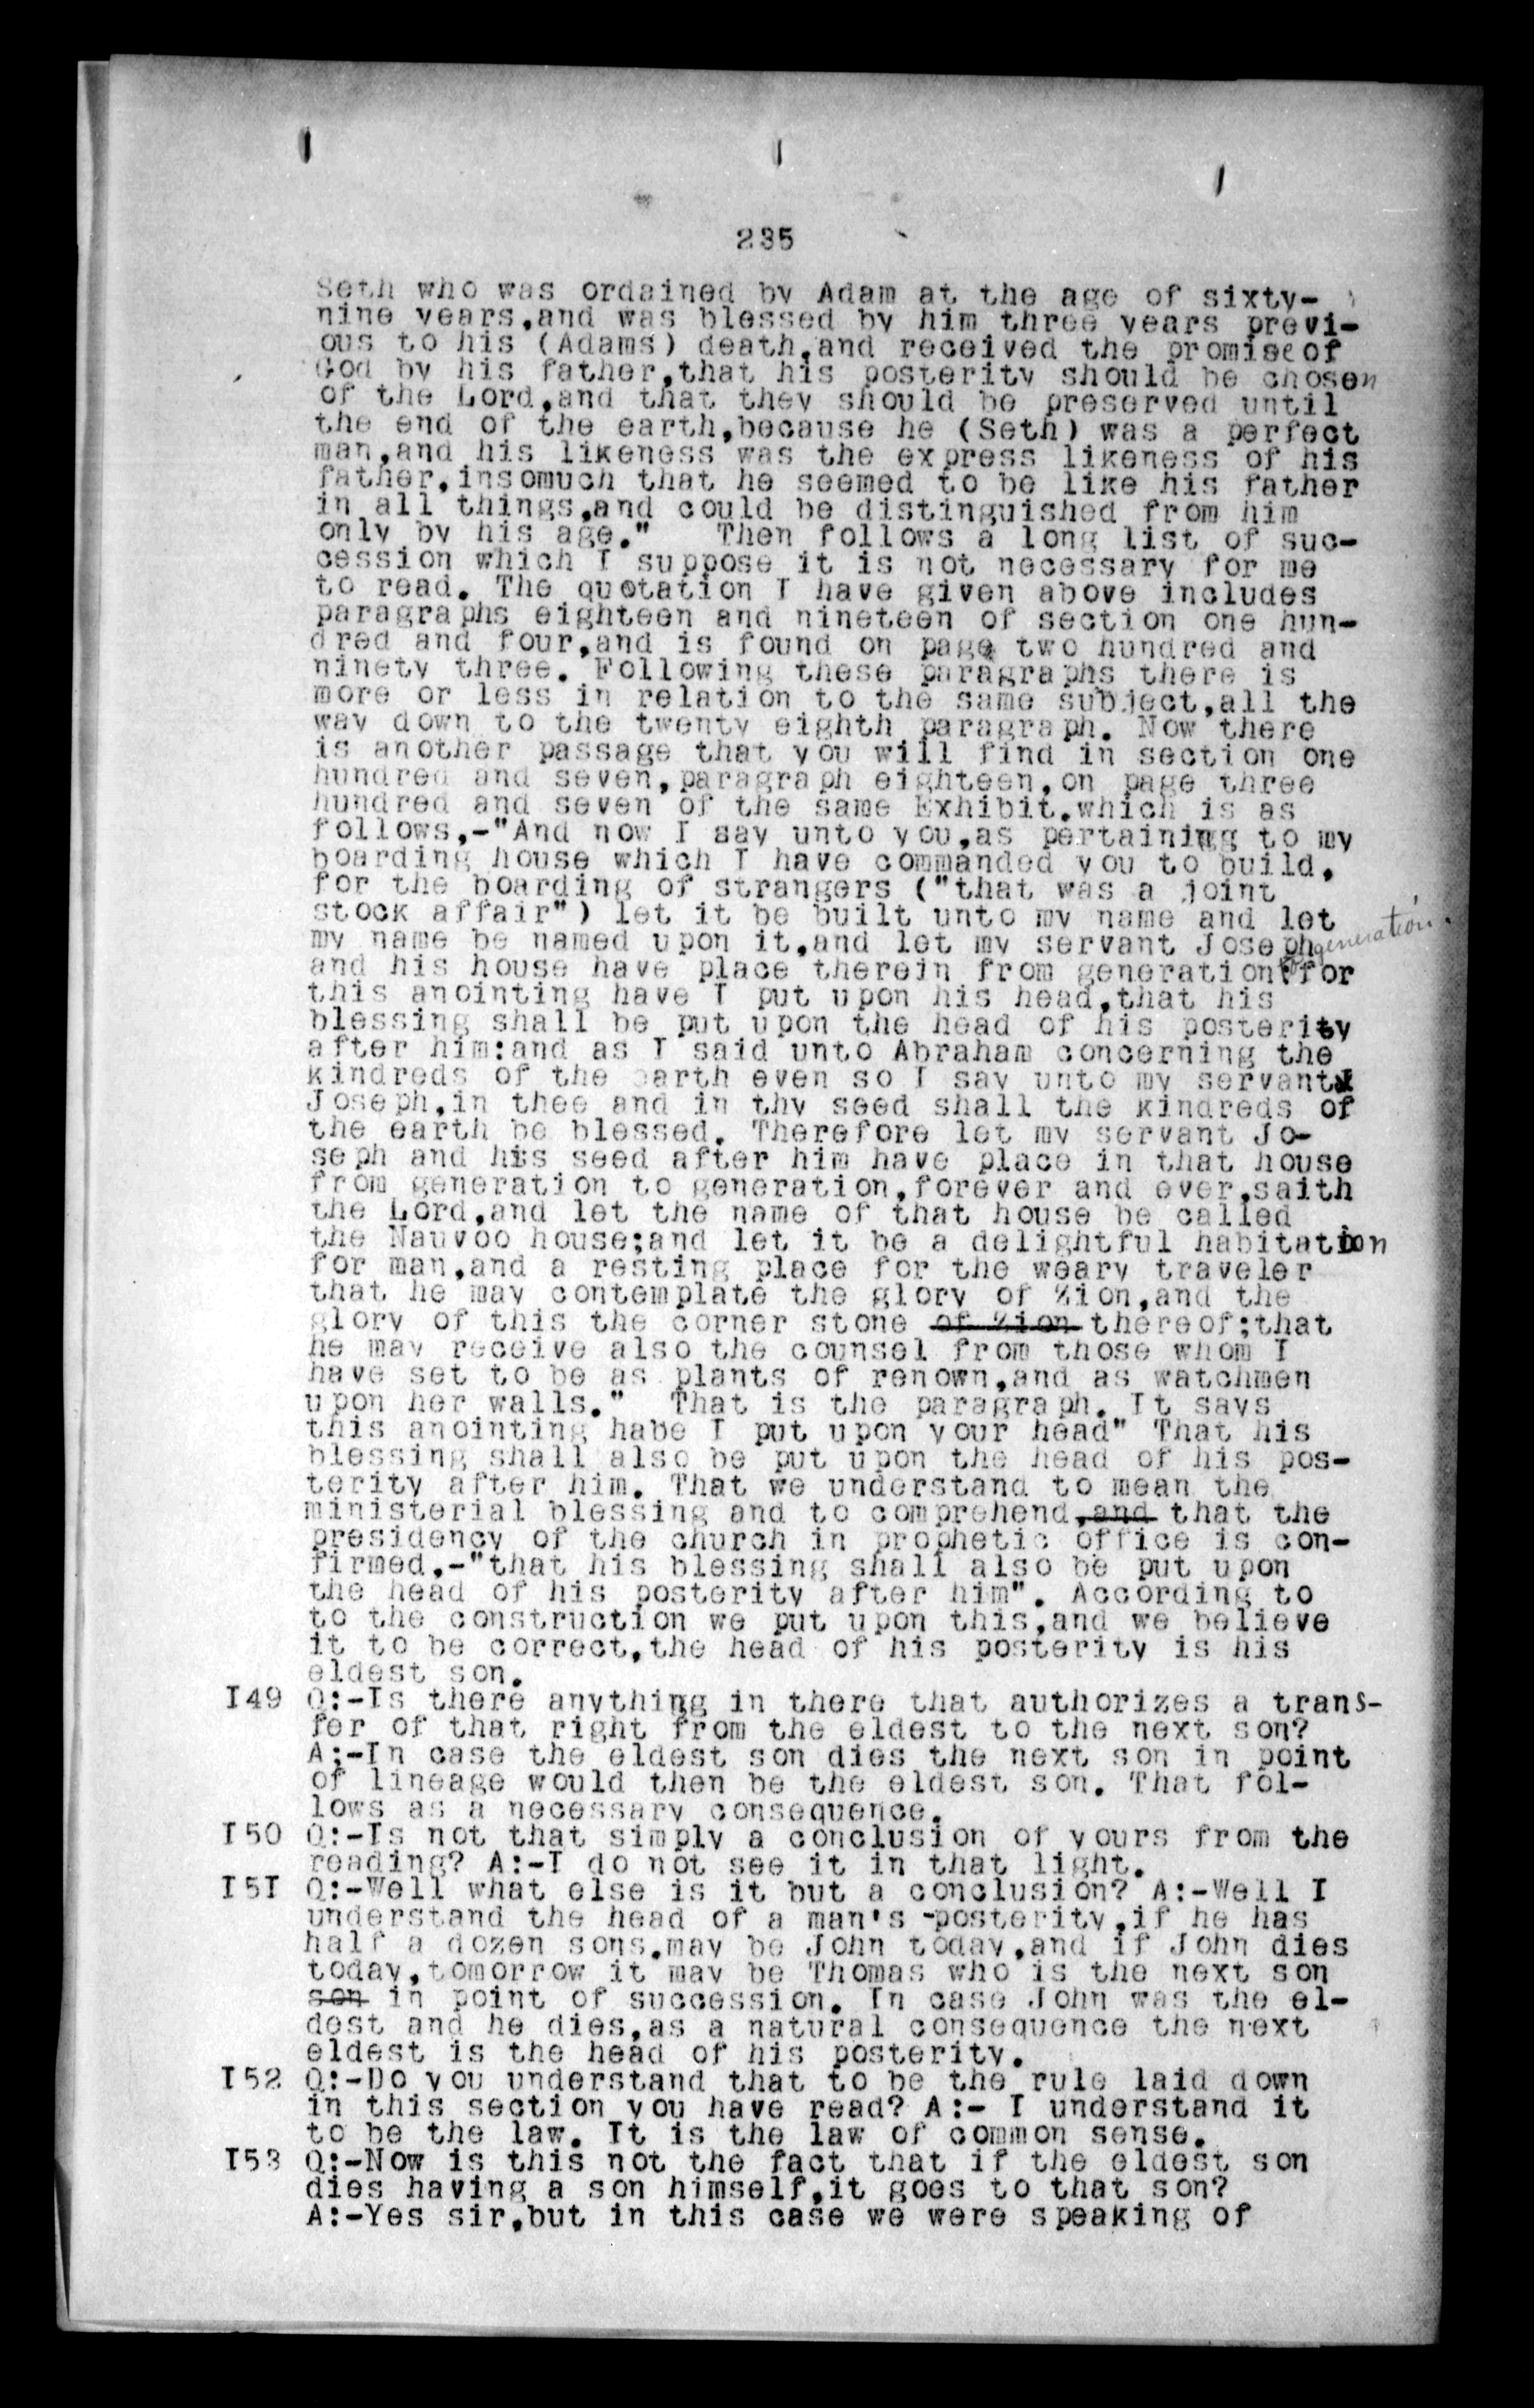 235
Seth who was ordained by Adam at the age of sixty-
nine years,and was blessed by him three years previ-
ous to his (Adams) death,and received the promise of
God by his father,that his posterity should be chosen
of the Lord,and that they should be preserved until
the end of the earth,because he (Seth) was a perfect
man,and his likeness was the express likeness of his
father,insomuch that he seemed to be like his father
in all things,and could be distinguished from him
only by his age."   Then follows a long list of suc-
cession which I suppose it is not necessary for me
to read. The quotation I have given above includes
paragraphs eighteen and nineteen of section one hun-
dred and four,and is found on page two hundred and
ninety three. Following these paragraphs there is
more or less in relation to the same subject,all the
way down to the twenty eighth paragraph. Now there
is another passage that you will find in section one
hundred and seven,paragraph eighteen,on page three
hundred and seven of the same Exhibit,which is as
follows,-"And now I say unto you,as pertaining to my
boarding house which I have commanded you to build,
for the boarding of strangers ("that was a joint
stock affair") let it be built unto my name and let
my name be named upon it,and let my servant Joseph
to generation.
and his house have place therein from generation for
this anointing have I put upon his head,that his
blessing shall be put upon the head of his posterity
after him:and as I said unto Abraham concerning the
kindreds of the earth even so I say unto my servant
Joseph,in thee and in thy seed shall the kindreds of
the earth be blessed. Therefore let my servant Jo-
seph and his seed after him have place in that house
from generation to generation,forever and ever,saith
the Lord,and let the name of that house be called
the Nauvoo house;and let it be a delightful habitation
for man,and a resting place for the weary traveler
that he may contemplate the glory of Zion,and the
glory of this the corner stone of Zion thereof;that
he may receive also the counsel from those whom I
have set to be as plants of renown,and as watchmen
upon her walls."   That is the paragraph. It says
this anointing habe I put upon your head" That his
blessing shall also be put upon the head of his pos-
terity after him. That we understand to mean the
ministerial blessing and to comprehend,and that the
presidency of the church in prophetic office is con-
firmed.-"that his blessing shall also be put upon
the head of his posterity after him". According to
to the construction we put upon this,and we believe
it to be correct,the head of his posterity is his
eldest son.
I49 Q:-Is there anything in there that authorizes a trans-
fer of that right from the eldest to the next son?
A:-In case the eldest son dies the next son in point
of lineage would then be the eldest son. That fol-
lows as a necessary consequence.
I50 Q:-Is not that simply a conclusion of yours from the
reading? A:-I do not see it in that light.
I5I Q:-Well what else is it but a conclusion? A:-Well I
understand the head of a man's -posterity,if he has
half a dozen sons,may be John today,and if John dies
today,tomorrow it may be Thomas who is the next son
son in point of succession. In case John was the el-
dest and he dies,as a natural consequence the next
eldest is the head of his posterity.
I52 Q:-Do you understand that to be the rule laid down
in this section you have read? A:- I understand it
to be the law. It is the law of common sense.
I53 Q:-Now is this not the fact that if the eldest son
dies having a son himself,it goes to that son?
A:-Yes sir,but in this case we were speaking of